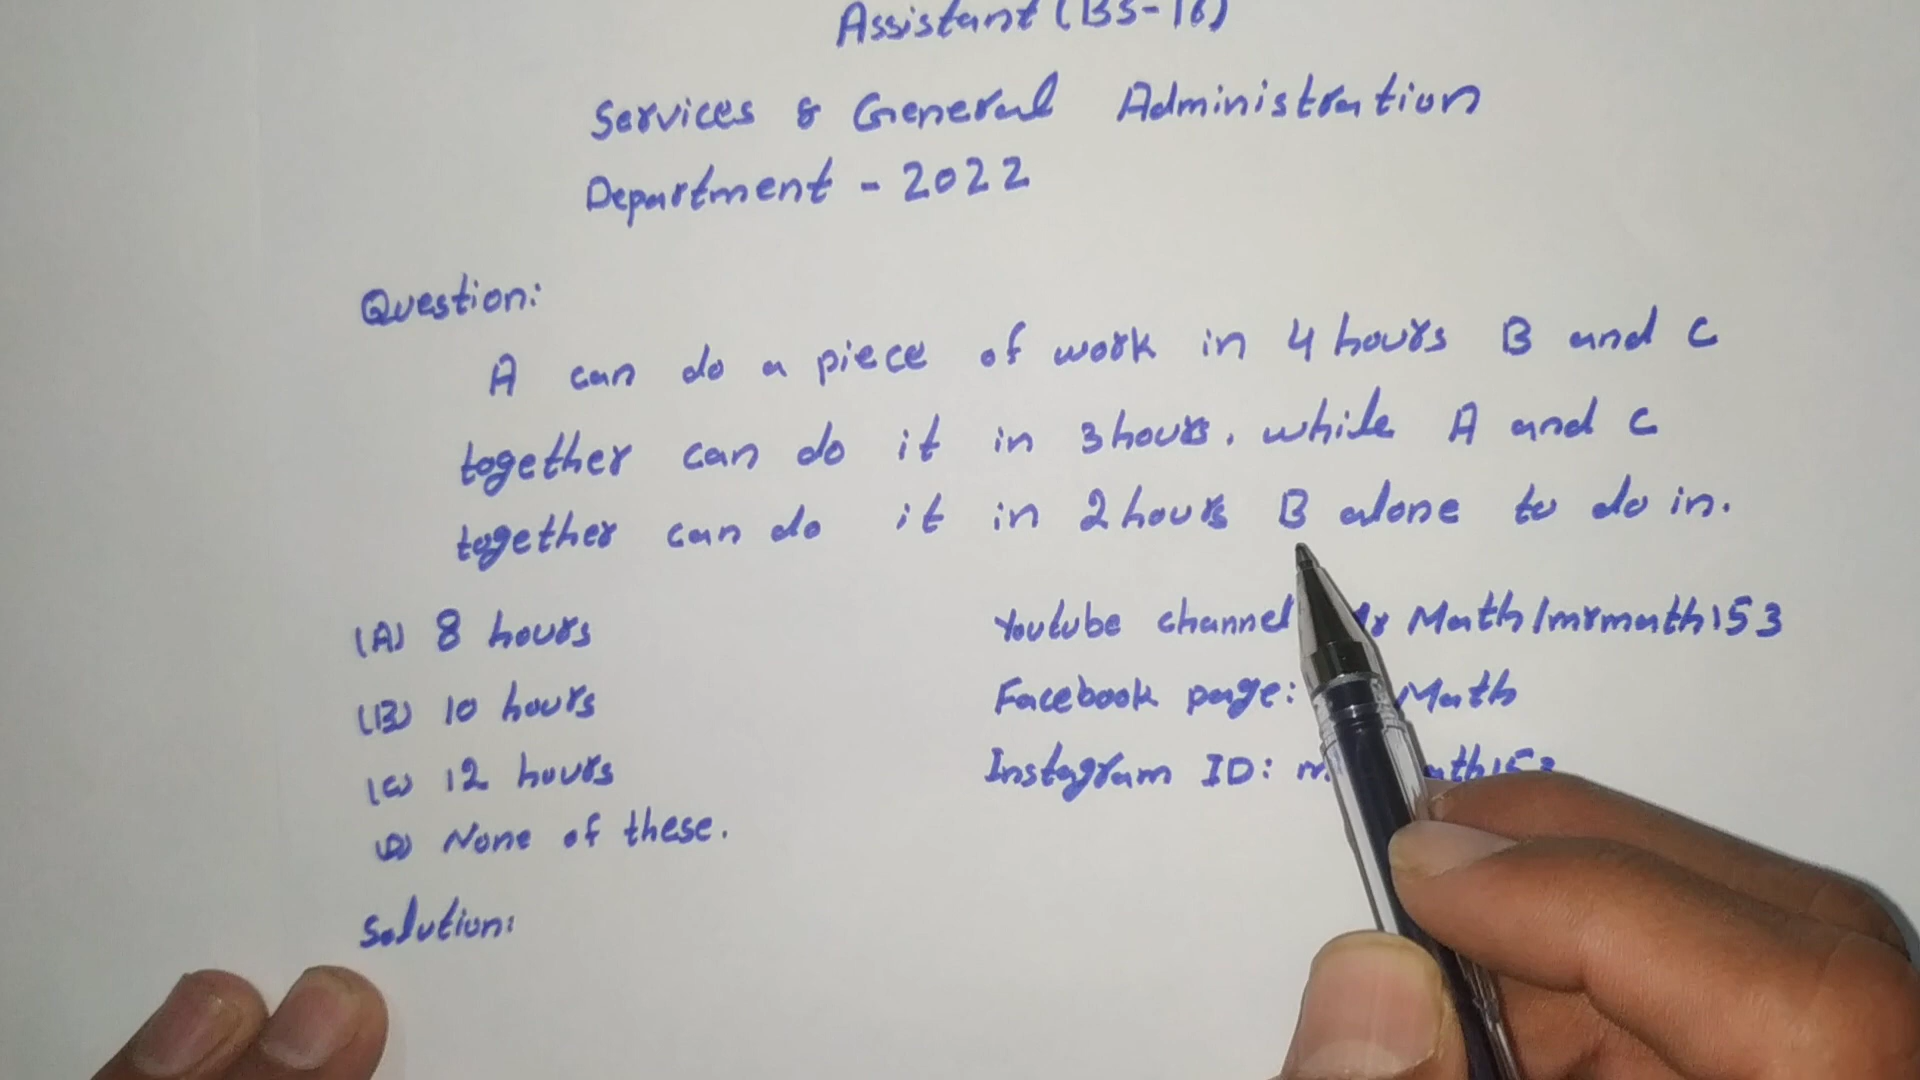 Assistant (BS-16)
Services & General Administration
Department - 2022
Question:
A can do a piece of work in 4 hours B and C
together can do it in 3 hours. while A and C
together can do it in 2 hours B alone to do in.
(A) 8 hours
(B) 10 hours
(C) 12 hours
(D) None of these.
Youtube channel Math/mrmath153
Facebook page: Math
Instagram ID:
Solution: